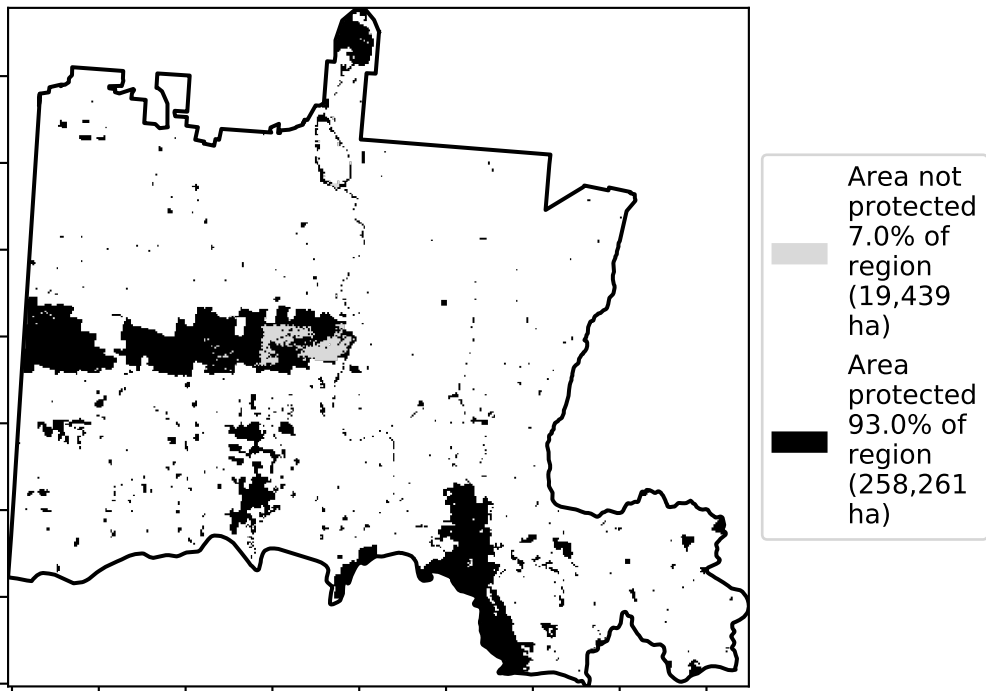 Area not
protected
7.0% of
region
(19,439
ha)
Area
protected
93.0% of
region
(258,261
ha)